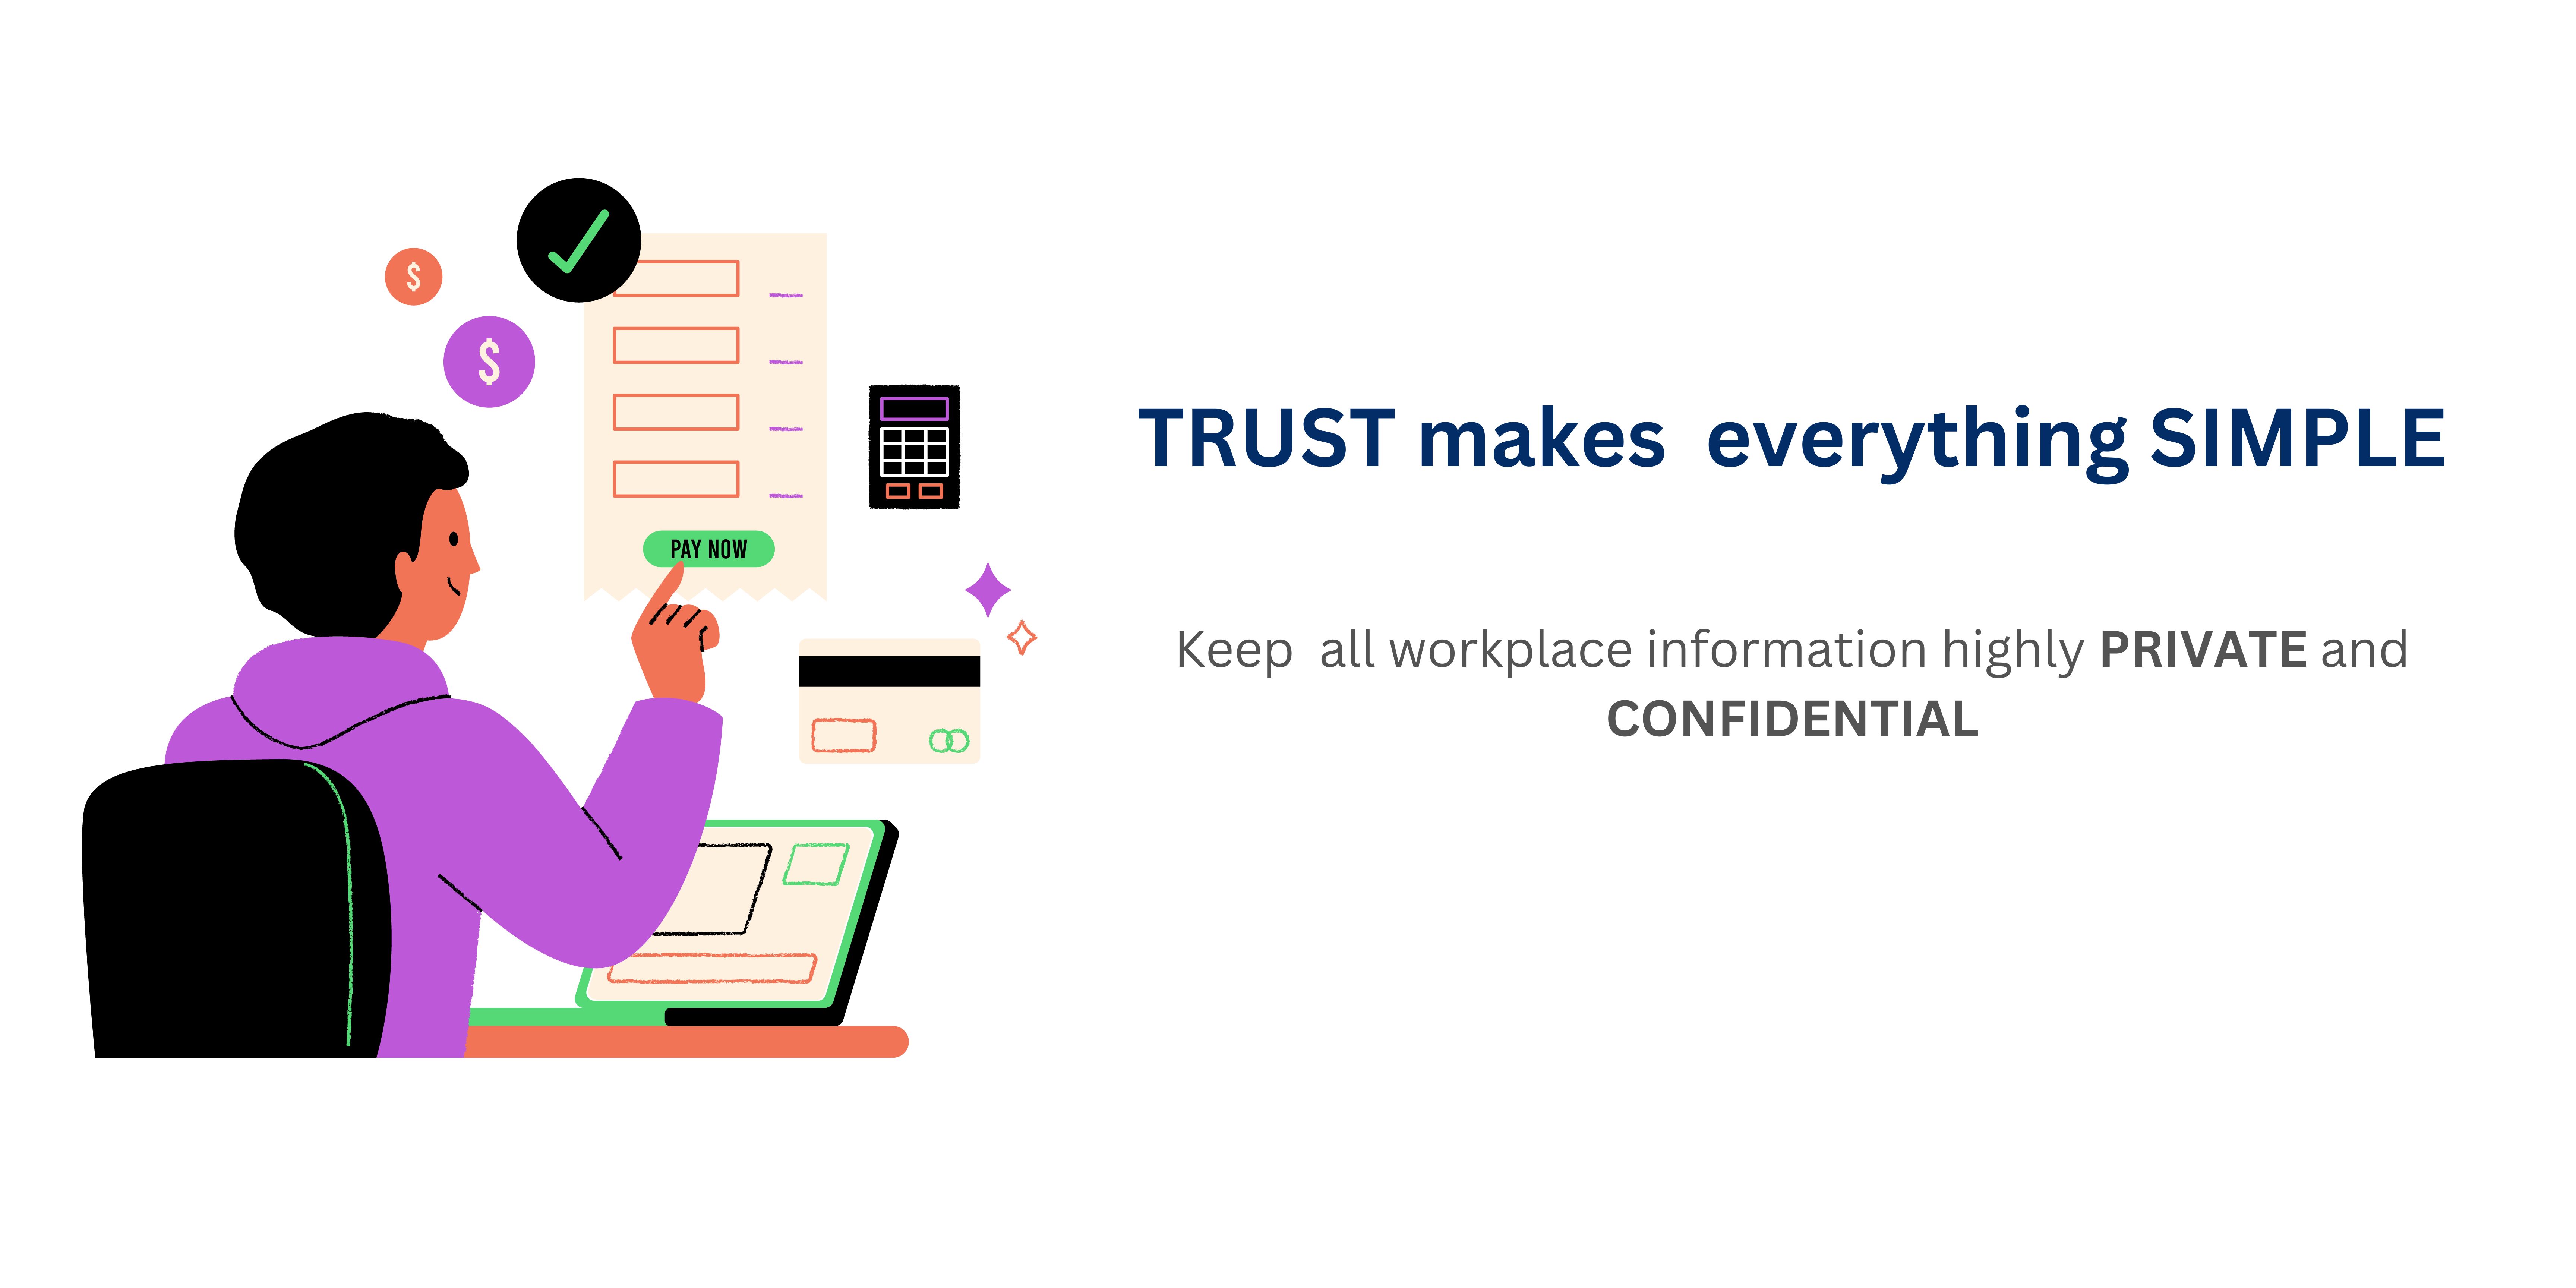 $
$
PAY NOW
TRUST makes  everything SIMPLE
Keep  all workplace information highly PRIVATE and
CONFIDENTIAL